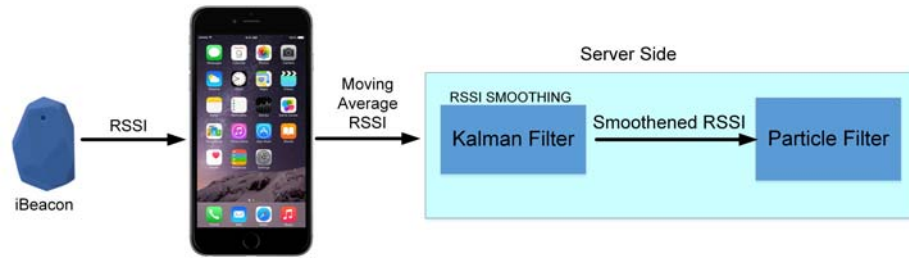 Server Side
Moving
Average
RSSI
RSSI SMOOTHING
RSSI
Kalman Filter
Smoothened RSSI
Particle Filter
iBeacon